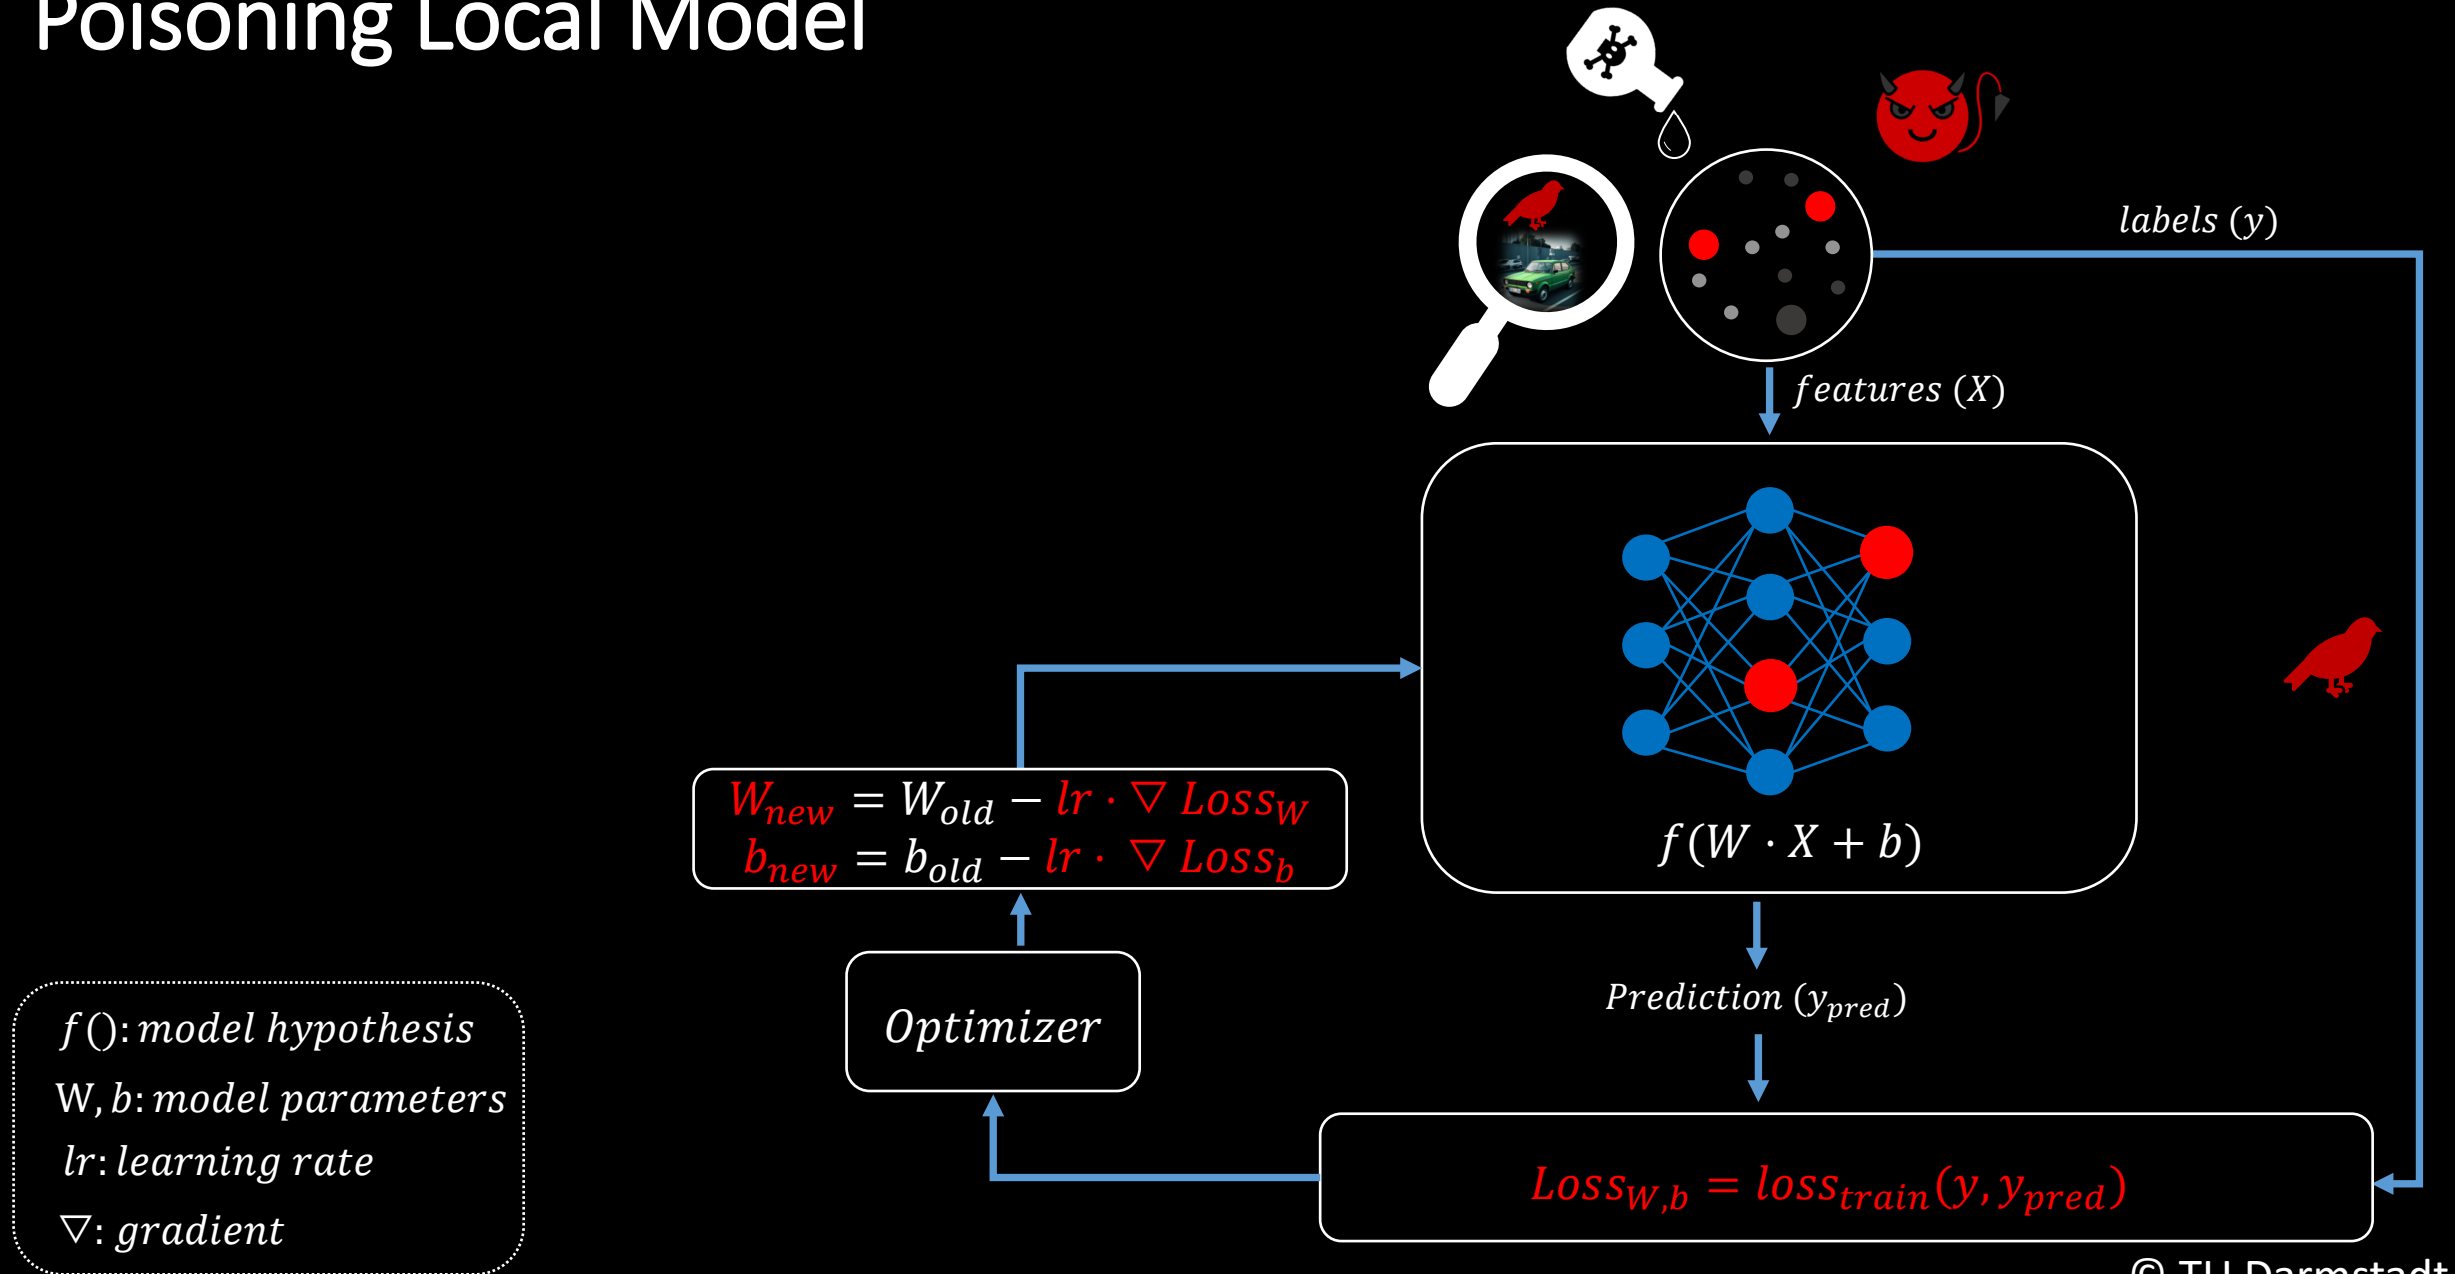 Poisoning Local Model
labels (y)
features (X)
W_new = W_old − lr · ▽ Loss_W
b_new = b_old − lr · ▽ Loss_b
f(W · X + b)
Prediction (y_pred)
Optimizer
f(): model hypothesis
W, b: model parameters
lr: learning rate
▽: gradient
Loss_W,b = loss_train(y, y_pred)
© TU Darmstadt